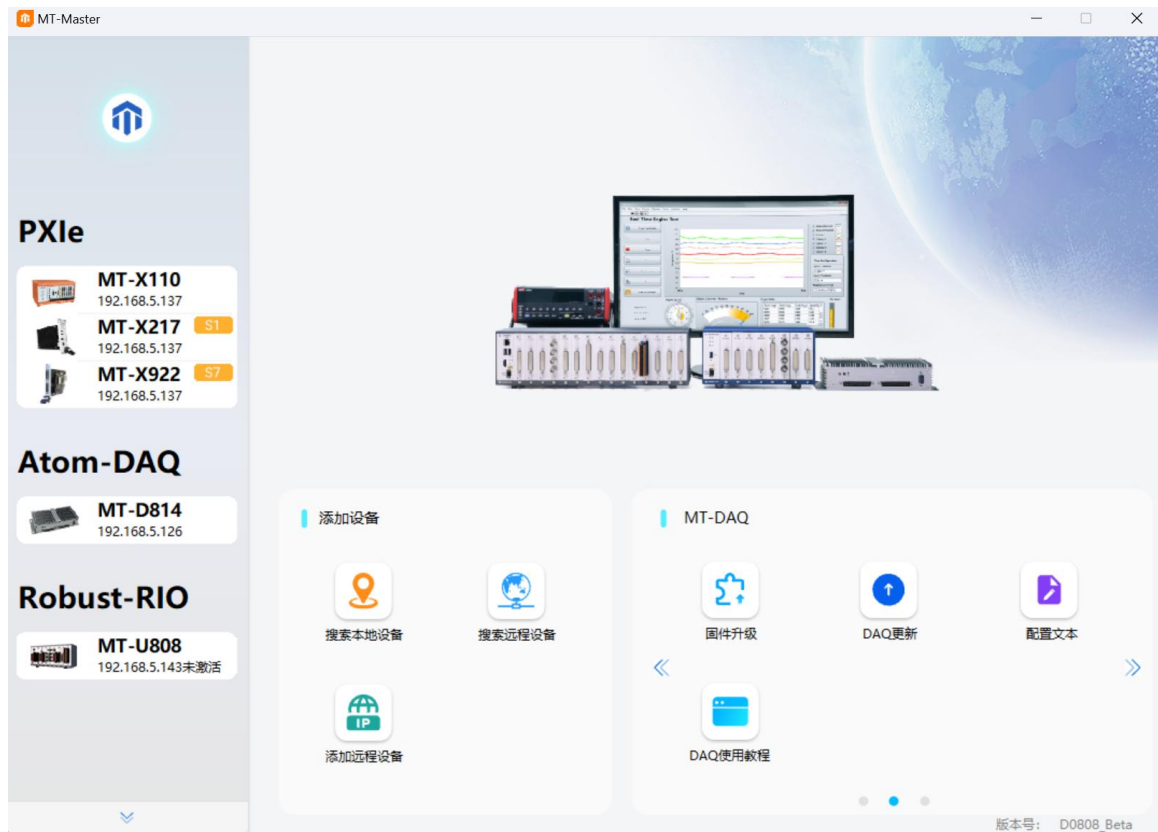 MT-Master
PXIe
MT-X110
192.168.5.137
MT-X217 S1
192.168.5.137
MT-X922 S7
192.168.5.137
Atom-DAQ
MT-D814
192.168.5.126
Robust-RIO
MT-U808
192.168.5.143未激活
添加设备
搜索本地设备
搜索远程设备
IP
添加远程设备
MT-DAQ
固件升级
DAQ更新
配置文本
DAQ使用教程
版本号： D0808_Beta